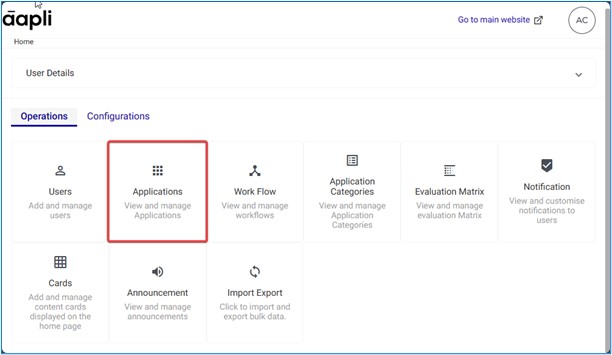 āapli
Go to main website
AC
Home
User Details
Operations
Configurations
Users
Add and manage
users
Applications
View and manage
Applications
Work Flow
View and manage
workflows
Application
Categories
View and manage
Application
Categories
Evaluation Matrix
View and manage
evaluation Matrix
Notification
View and customise
notifications to
users
Cards
Add and manage
content cards
displayed on the
home page
Announcement
View and manage
announcements
Import Export
Click to import and
export bulk data.